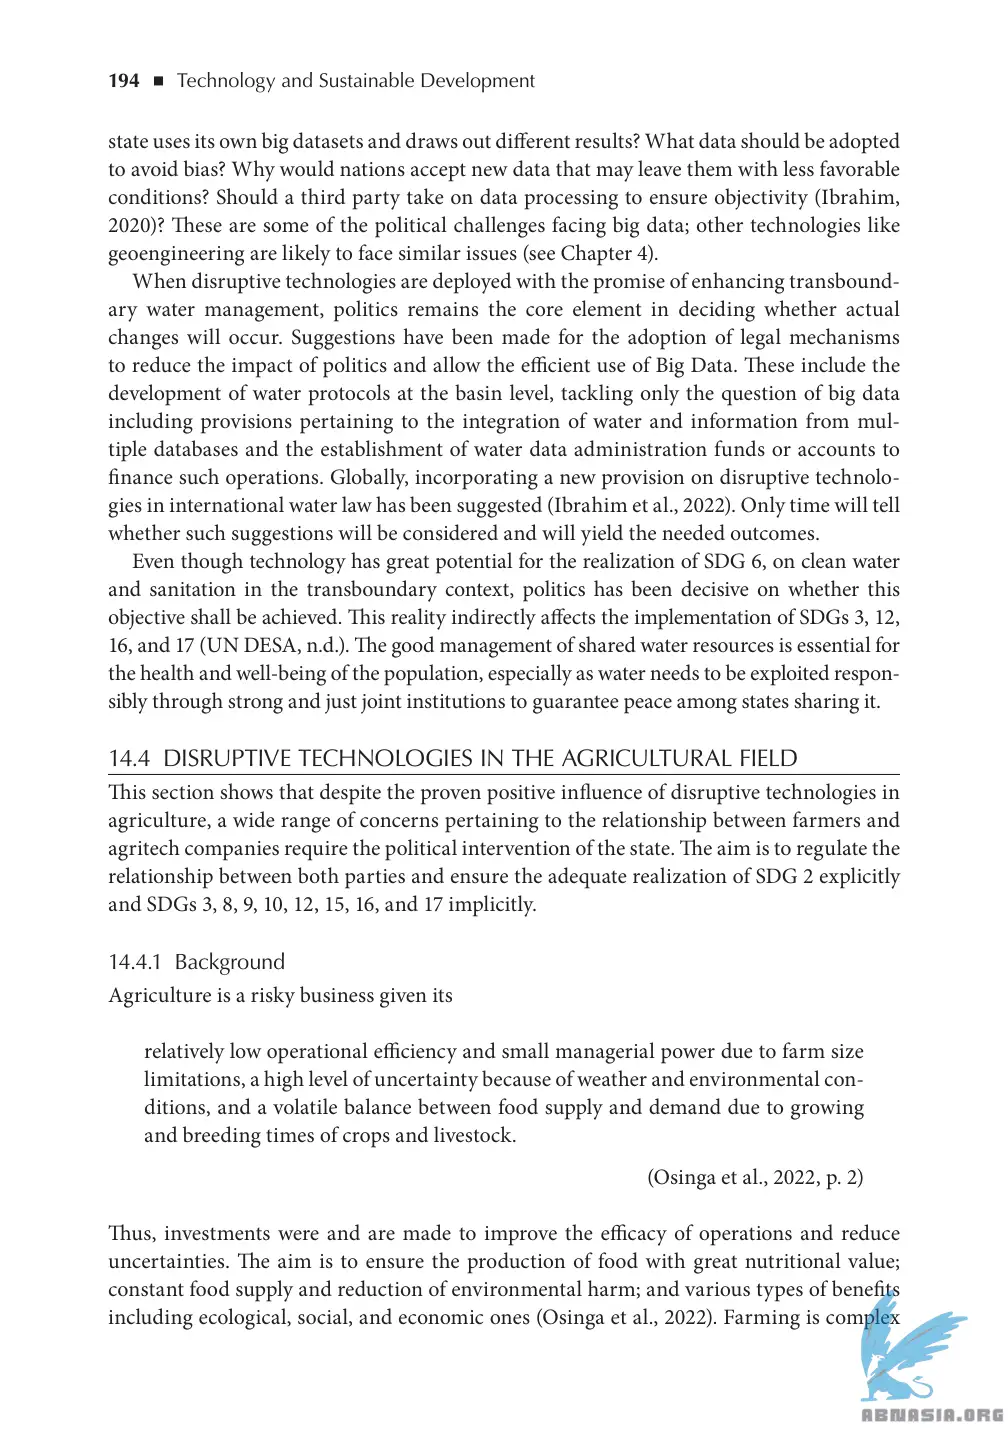 194 ■ Technology and Sustainable Development
state uses its own big datasets and draws out different results? What data should be adopted
to avoid bias? Why would nations accept new data that may leave them with less favorable
conditions? Should a third party take on data processing to ensure objectivity (Ibrahim,
2020)? These are some of the political challenges facing big data; other technologies like
geoengineering are likely to face similar issues (see Chapter 4).
When disruptive technologies are deployed with the promise of enhancing transbound-
ary water management, politics remains the core element in deciding whether actual
changes will occur. Suggestions have been made for the adoption of legal mechanisms
to reduce the impact of politics and allow the efficient use of Big Data. These include the
development of water protocols at the basin level, tackling only the question of big data
including provisions pertaining to the integration of water and information from mul-
tiple databases and the establishment of water data administration funds or accounts to
finance such operations. Globally, incorporating a new provision on disruptive technolo-
gies in international water law has been suggested (Ibrahim et al., 2022). Only time will tell
whether such suggestions will be considered and will yield the needed outcomes.
Even though technology has great potential for the realization of SDG 6, on clean water
and sanitation in the transboundary context, politics has been decisive on whether this
objective shall be achieved. This reality indirectly affects the implementation of SDGs 3, 12,
16, and 17 (UN DESA, n.d.). The good management of shared water resources is essential for
the health and well-being of the population, especially as water needs to be exploited respon-
sibly through strong and just joint institutions to guarantee peace among states sharing it.
14.4 DISRUPTIVE TECHNOLOGIES IN THE AGRICULTURAL FIELD
This section shows that despite the proven positive influence of disruptive technologies in
agriculture, a wide range of concerns pertaining to the relationship between farmers and
agritech companies require the political intervention of the state. The aim is to regulate the
relationship between both parties and ensure the adequate realization of SDG 2 explicitly
and SDGs 3, 8, 9, 10, 12, 15, 16, and 17 implicitly.
14.4.1 Background
Agriculture is a risky business given its
relatively low operational efficiency and small managerial power due to farm size
limitations, a high level of uncertainty because of weather and environmental con-
ditions, and a volatile balance between food supply and demand due to growing
and breeding times of crops and livestock.
(Osinga et al., 2022, p. 2)
Thus, investments were and are made to improve the efficacy of operations and reduce
uncertainties. The aim is to ensure the production of food with great nutritional value;
constant food supply and reduction of environmental harm; and various types of benefits
including ecological, social, and economic ones (Osinga et al., 2022). Farming is complex
ABNASIA.ORG